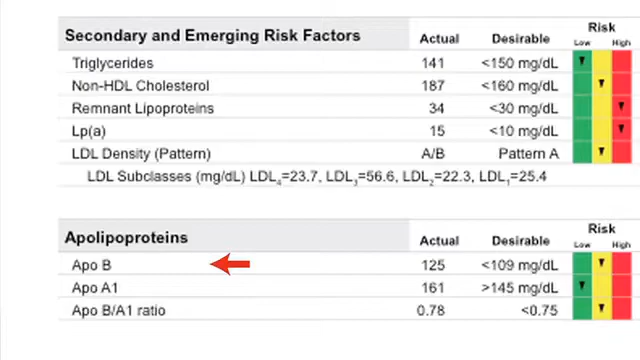 Secondary and Emerging Risk Factors Actual Desirable Risk
Low High
Triglycerides 141 <150 mg/dL
Non-HDL Cholesterol 187 <160 mg/dL
Remnant Lipoproteins 34 <30 mg/dL
Lp(a) 15 <10 mg/dL
LDL Density (Pattern) A/B Pattern A
LDL Subclasses (mg/dL) LDL4=23.7, LDL3=56.6, LDL2=22.3, LDL1=25.4
Apolipoproteins Actual Desirable Risk
Low High
Apo B 125 <109 mg/dL
Apo A1 161 >145 mg/dL
Apo B/A1 ratio 0.78 <0.75